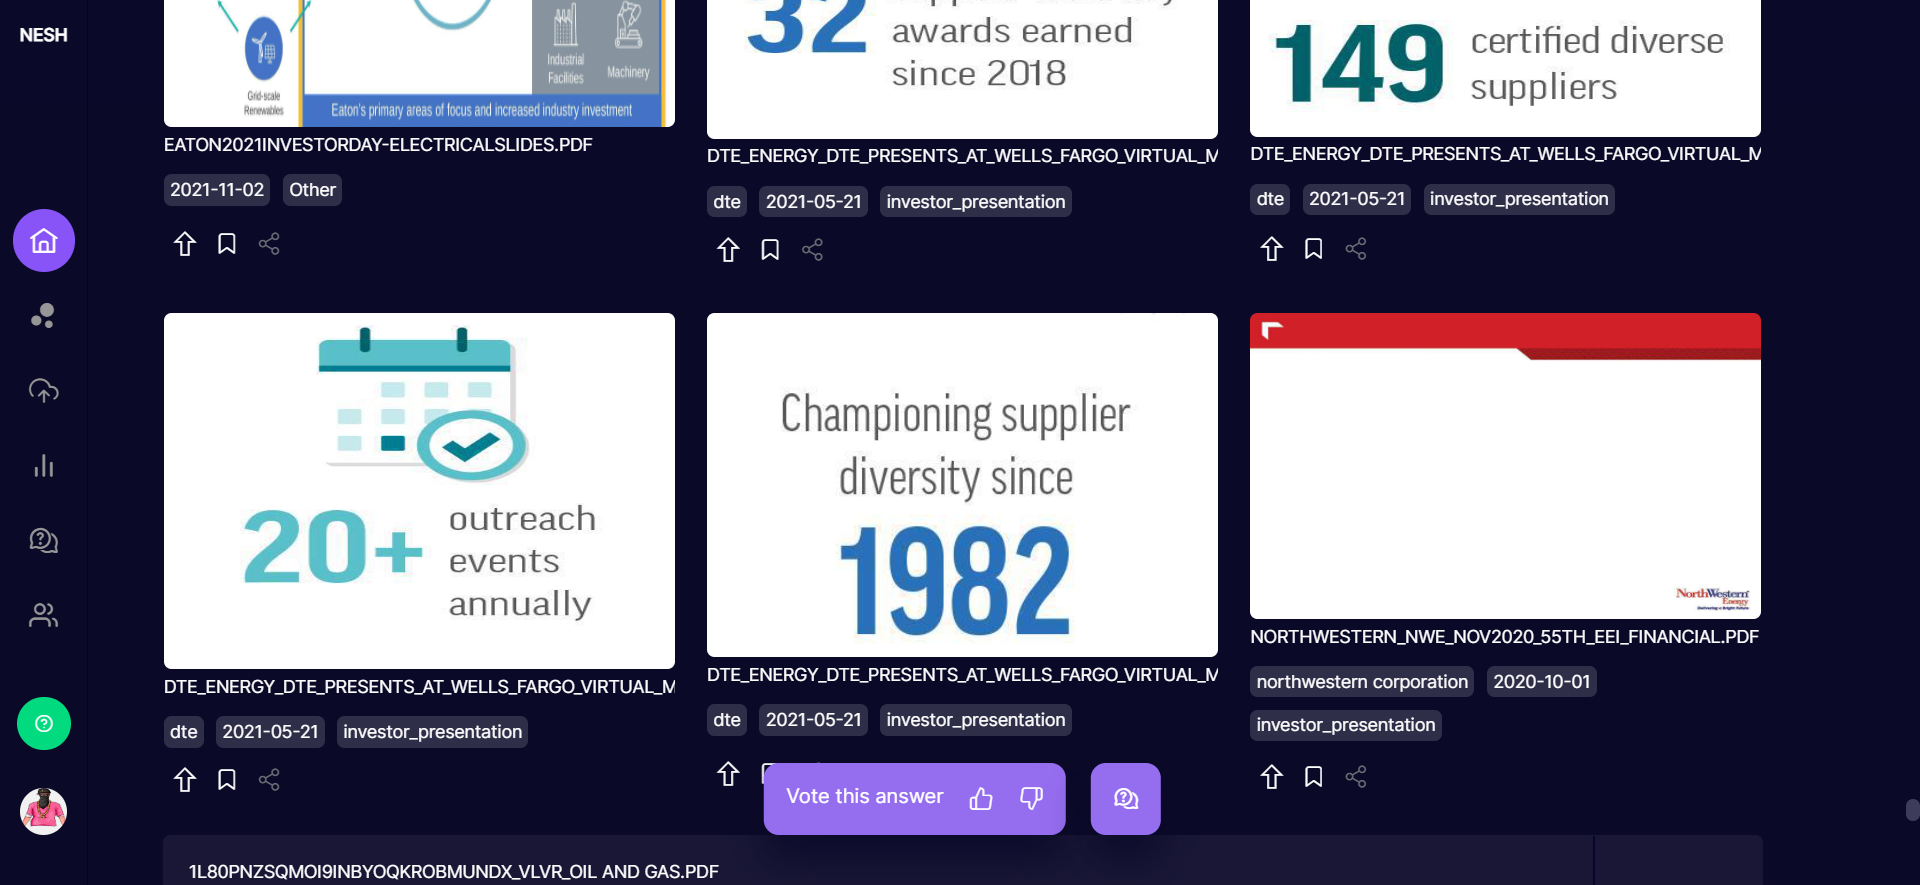 NESH
Industrial
Facilities
Machinery
Grid-scale
Renewables
Eaton's primary areas of focus and increased industry investment
EATON2021INVESTORDAY-ELECTRICALSLIDES.PDF
2021-11-02 Other
32
awards earned
since 2018
DTE_ENERGY_DTE_PRESENTS_AT_WELLS_FARGO_VIRTUAL_M
dte 2021-05-21 investor_presentation
149 certified diverse
suppliers
DTE_ENERGY_DTE_PRESENTS_AT_WELLS_FARGO_VIRTUAL_M
dte 2021-05-21 investor_presentation
20+ outreach
events
annually
DTE_ENERGY_DTE_PRESENTS_AT_WELLS_FARGO_VIRTUAL_M
dte 2021-05-21 investor_presentation
Championing supplier
diversity since
1982
DTE_ENERGY_DTE_PRESENTS_AT_WELLS_FARGO_VIRTUAL_M
dte 2021-05-21 investor_presentation
NorthWestern
Energy
Delivering a Bright Future
NORTHWESTERN_NWE_NOV2020_55TH_EEI_FINANCIAL.PDF
northwestern corporation 2020-10-01
investor_presentation
Vote this answer
1L80PNZSQMOI9INBYOQKROBMUNDX_VLVR_OIL AND GAS.PDF